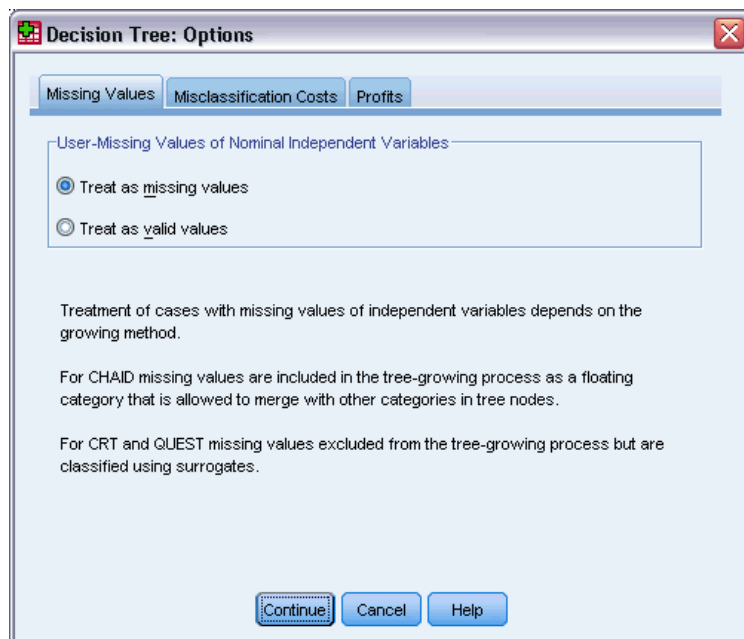 Decision Tree: Options
Missing Values Misclassification Costs Profits
User-Missing Values of Nominal Independent Variables
Treat as missing values
Treat as valid values
Treatment of cases with missing values of independent variables depends on the
growing method.
For CHAID missing values are included in the tree-growing process as a floating
category that is allowed to merge with other categories in tree nodes.
For CRT and QUEST missing values excluded from the tree-growing process but are
classified using surrogates.
Continue Cancel Help